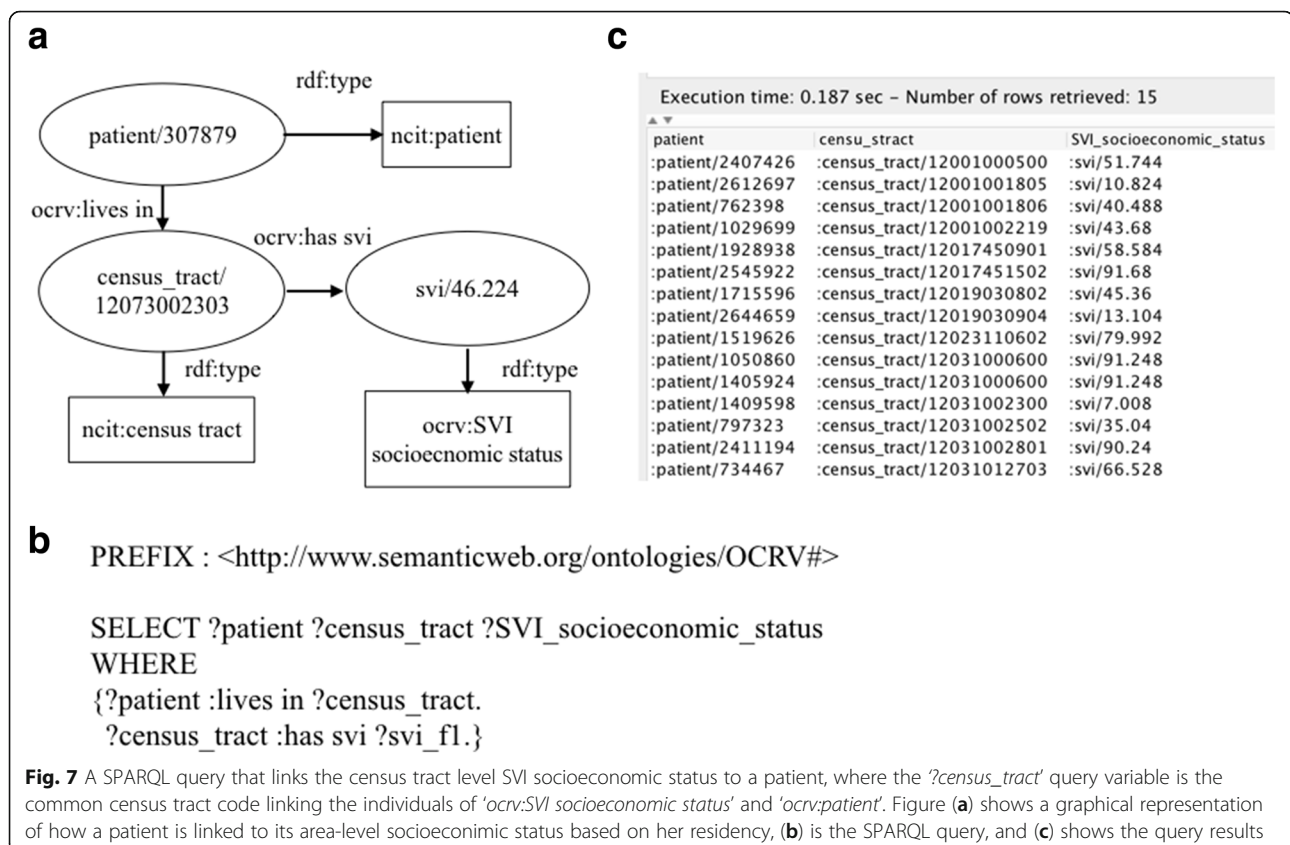 a
rdf:type
patient/307879
ncit:patient
ocrv:lives in
ocrv:has svi
census_tract/
12073002303
svi/46.224
rdf:type
rdf:type
ncit:census tract
ocrv:SVI
socioecnomic status
c
Execution time: 0.187 sec – Number of rows retrieved: 15
patient censu_stract SVI_socioeconomic_status
:patient/2407426 :census_tract/12001000500 :svi/51.744
:patient/2612697 :census_tract/12001001805 :svi/10.824
:patient/762398 :census_tract/12001001806 :svi/40.488
:patient/1029699 :census_tract/12001002219 :svi/43.68
:patient/1928938 :census_tract/12017450901 :svi/58.584
:patient/2545922 :census_tract/12017451502 :svi/91.68
:patient/1715596 :census_tract/12019030802 :svi/45.36
:patient/2644659 :census_tract/12019030904 :svi/13.104
:patient/1519626 :census_tract/12023110602 :svi/79.992
:patient/1050860 :census_tract/12031000600 :svi/91.248
:patient/1405924 :census_tract/12031000600 :svi/91.248
:patient/1409598 :census_tract/12031002300 :svi/7.008
:patient/797323 :census_tract/12031002502 :svi/35.04
:patient/2411194 :census_tract/12031002801 :svi/90.24
:patient/734467 :census_tract/12031012703 :svi/66.528
b
PREFIX : <http://www.semanticweb.org/ontologies/OCRV#>
SELECT ?patient ?census_tract ?SVI_socioeconomic_status
WHERE
{?patient :lives in ?census_tract.
?census_tract :has svi ?svi_f1.}
Fig. 7 A SPARQL query that links the census tract level SVI socioeconomic status to a patient, where the '?census_tract' query variable is the
common census tract code linking the individuals of 'ocrv:SVI socioeconomic status' and 'ocrv:patient'. Figure (a) shows a graphical representation
of how a patient is linked to its area-level socioeconimic status based on her residency, (b) is the SPARQL query, and (c) shows the query results